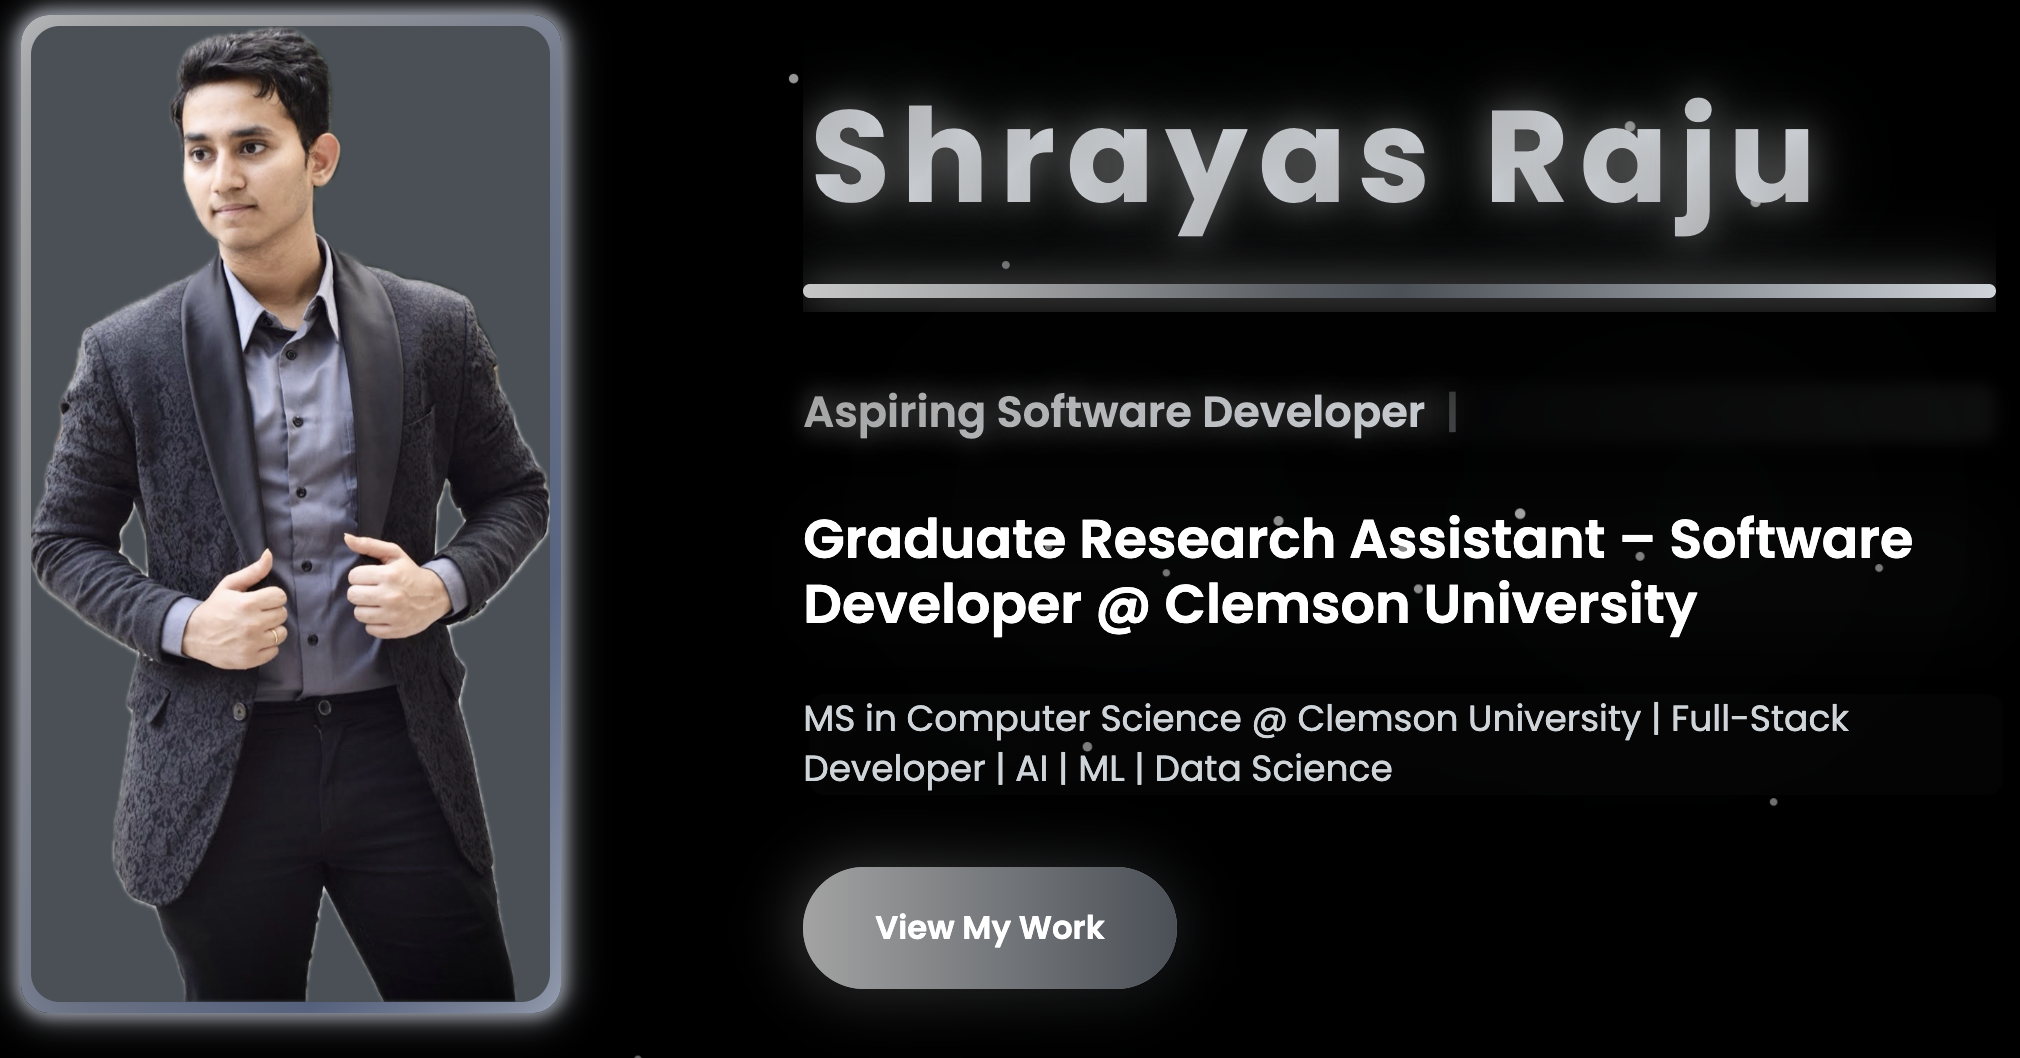 Shrayas Raju
Aspiring Software Developer |
Graduate Research Assistant – Software
Developer @ Clemson University
MS in Computer Science @ Clemson University | Full-Stack
Developer | AI | ML | Data Science
View My Work